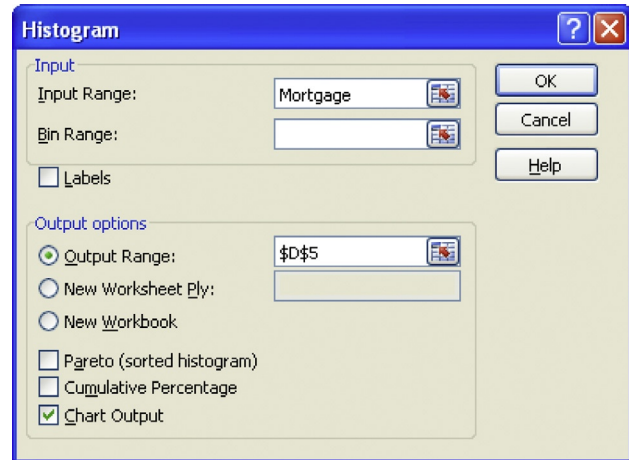 Histogram
Input
Input Range: Mortgage
Bin Range:
Labels
OK
Cancel
Help
Output options
Output Range: $D$5
New Worksheet Ply:
New Workbook
Pareto (sorted histogram)
Cumulative Percentage
Chart Output